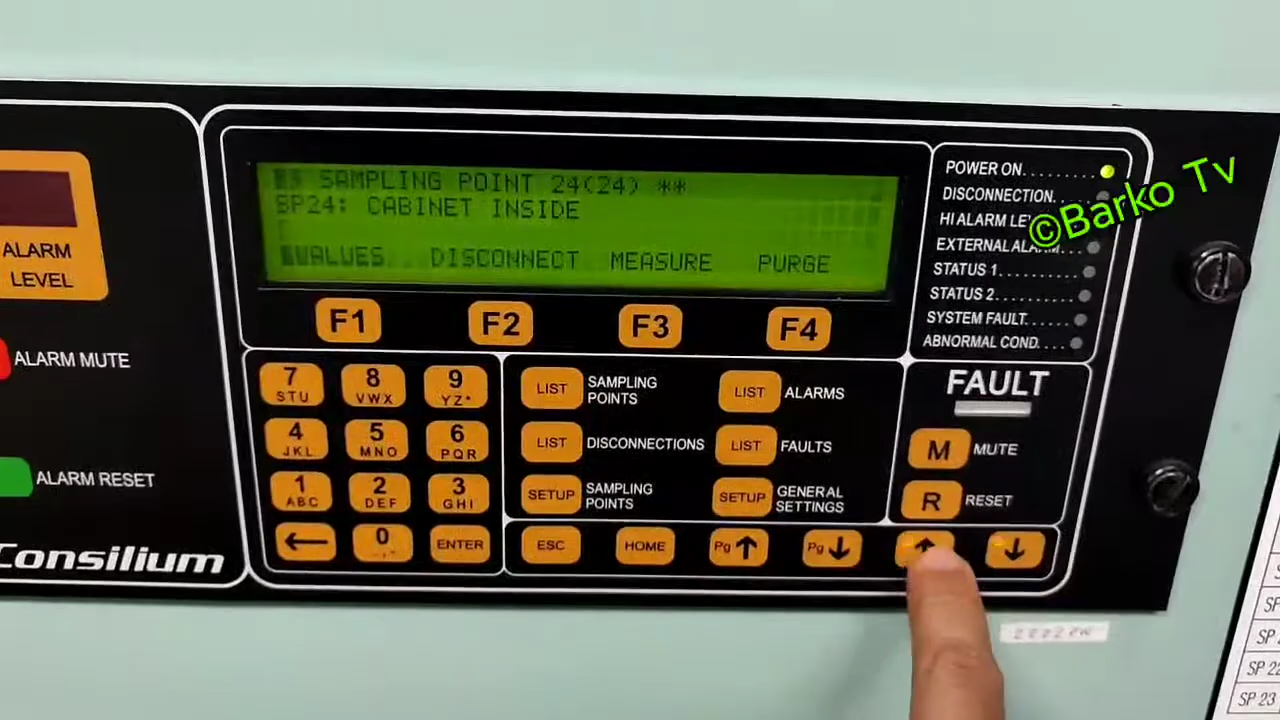 SAMPLING POINT 24(24) **
SP24: CABINET INSIDE
VALUES DISCONNECT MEASURE PURGE
F1 F2 F3 F4
ALARM
LEVEL
ALARM MUTE
ALARM RESET
Consilium
7 8 9
STU VWX YZ*
4 5 6
JKL MNO PQR
1 2 3
ABC DEF GHI
← 0 ENTER
LIST SAMPLING POINTS
LIST ALARMS
LIST DISCONNECTIONS
LIST FAULTS
SETUP SAMPLING POINTS
SETUP GENERAL SETTINGS
ESC HOME Pg↑ Pg↓ ↑ ↓
POWER ON
DISCONNECTION
HI ALARM LE
EXTERNAL ALARM
STATUS 1
STATUS 2
SYSTEM FAULT
ABNORMAL COND.
FAULT
M MUTE
R RESET
©Barko Tv
SP 22
SP 23